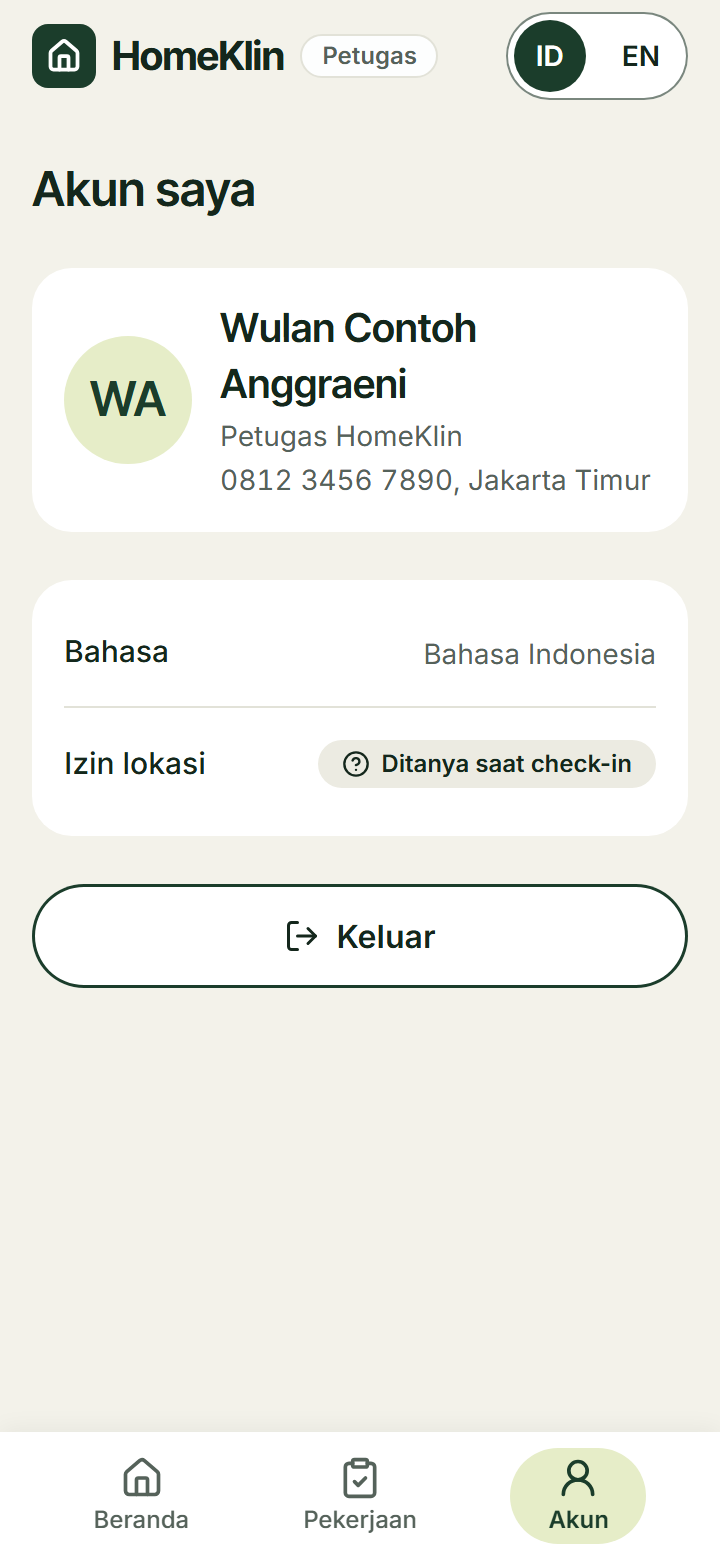 HomeKlin
Petugas
ID
EN
Akun saya
WA
Wulan Contoh
Anggraeni
Petugas HomeKlin
0812 3456 7890, Jakarta Timur
Bahasa
Bahasa Indonesia
Izin lokasi
Ditanya saat check-in
Keluar
Beranda
Pekerjaan
Akun